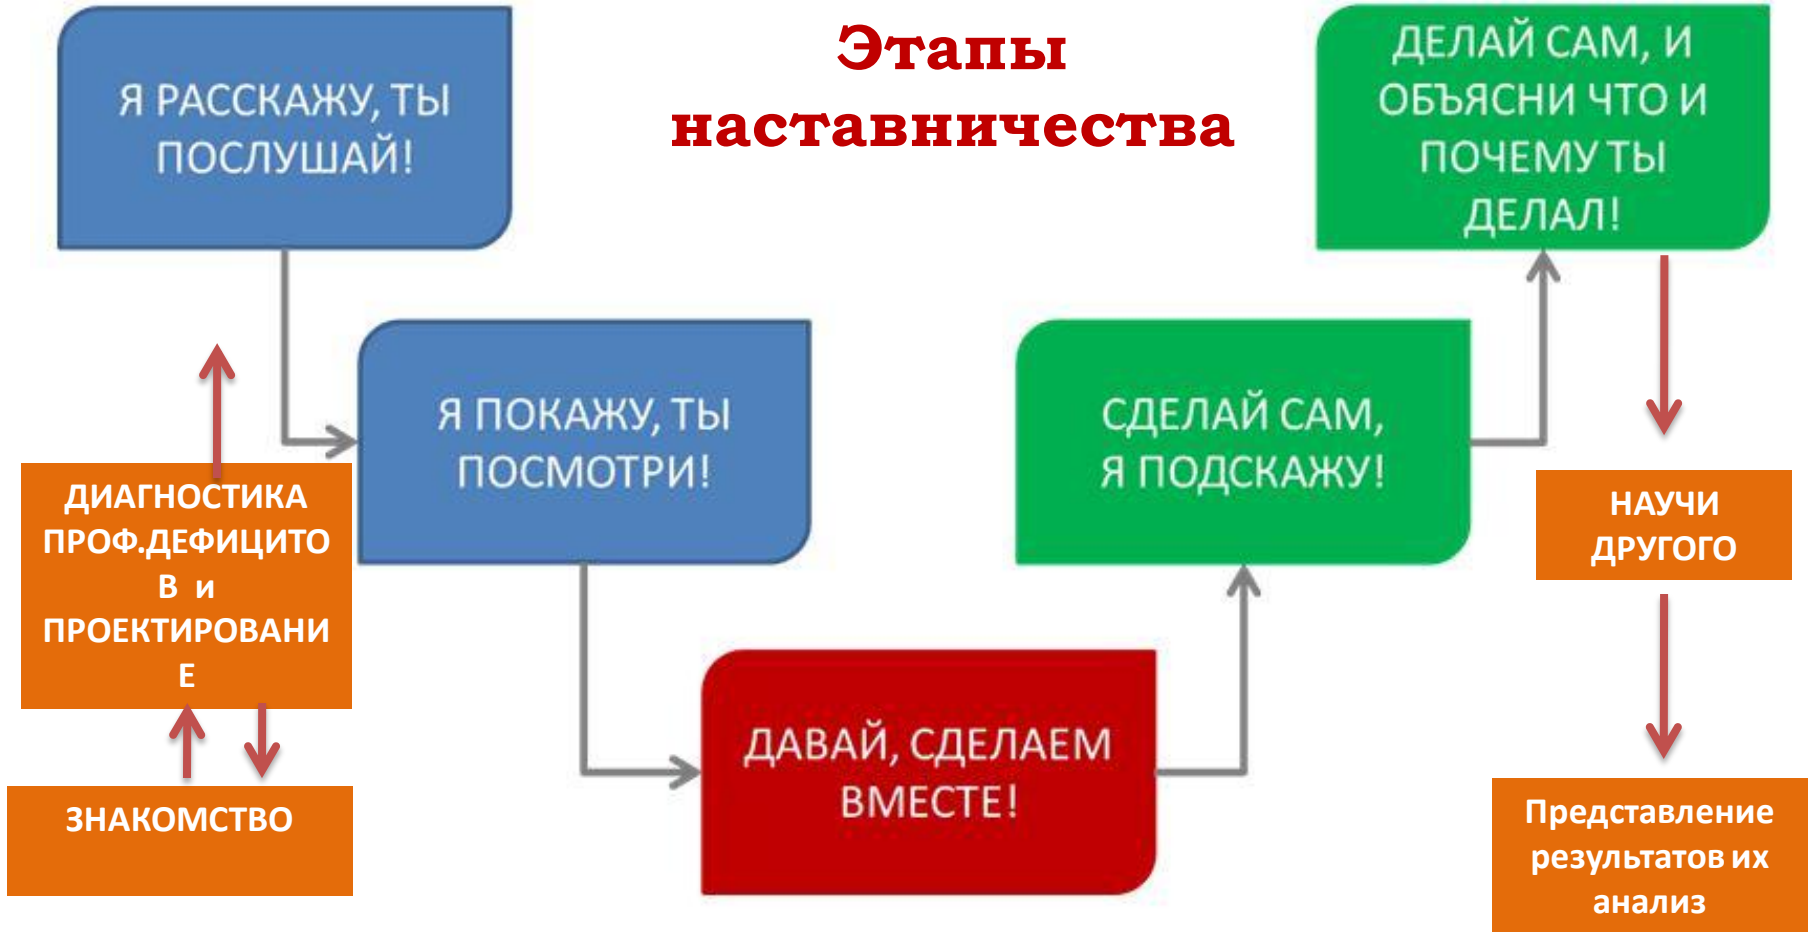 Этапы
наставничества
Я РАССКАЖУ, ТЫ
ПОСЛУШАЙ!
ДЕЛАЙ САМ, И
ОБЪЯСНИ ЧТО И
ПОЧЕМУ ТЫ
ДЕЛАЛ!
Я ПОКАЖУ, ТЫ
ПОСМОТРИ!
СДЕЛАЙ САМ,
Я ПОДСКАЖУ!
ДИАГНОСТИКА
ПРОФ.ДЕФИЦИТО
В и
ПРОЕКТИРОВАНИ
Е
НАУЧИ
ДРУГОГО
ДАВАЙ, СДЕЛАЕМ
ВМЕСТЕ!
ЗНАКОМСТВО
Представление
результатов их
анализ